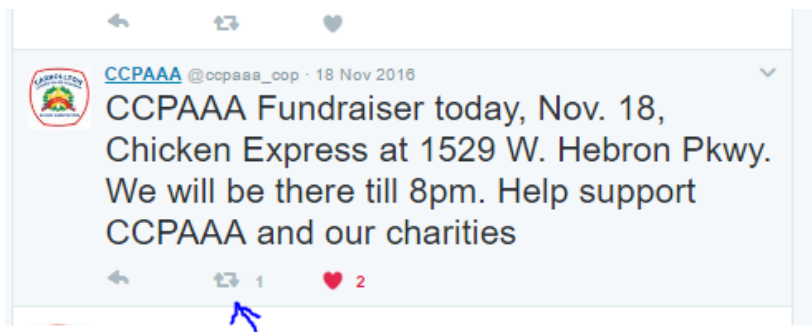 CCPAAA @ccpaaa_cop · 18 Nov 2016
CCPAAA Fundraiser today, Nov. 18,
Chicken Express at 1529 W. Hebron Pkwy.
We will be there till 8pm. Help support
CCPAAA and our charities
1 2